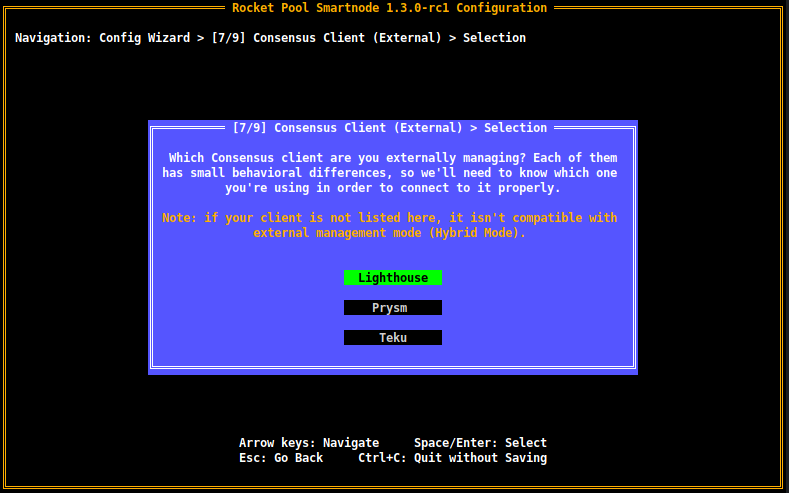 Rocket Pool Smartnode 1.3.0-rc1 Configuration
Navigation: Config Wizard > [7/9] Consensus Client (External) > Selection
[7/9] Consensus Client (External) > Selection
Which Consensus client are you externally managing? Each of them
has small behavioral differences, so we'll need to know which one
you're using in order to connect to it properly.
Note: if your client is not listed here, it isn't compatible with
external management mode (Hybrid Mode).
Lighthouse
Prysm
Teku
Arrow keys: Navigate     Space/Enter: Select
Esc: Go Back     Ctrl+C: Quit without Saving